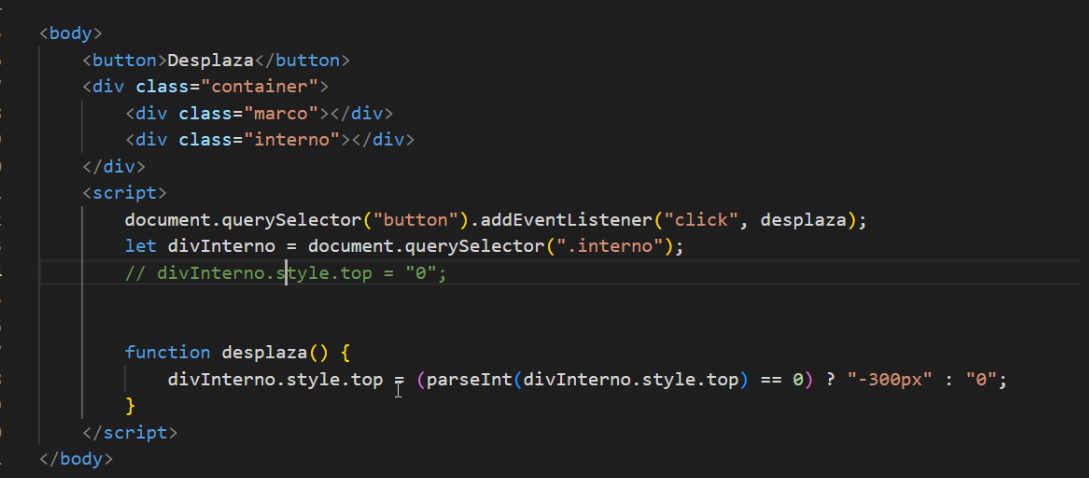 <body>
<button>Desplaza</button>
<div class="container">
<div class="marco"></div>
<div class="interno"></div>
</div>
<script>
document.querySelector("button").addEventListener("click", desplaza);
let divInterno = document.querySelector(".interno");
// divInterno.style.top = "0";
function desplaza() {
divInterno.style.top = (parseInt(divInterno.style.top) == 0) ? "-300px" : "0";
}
</script>
</body>